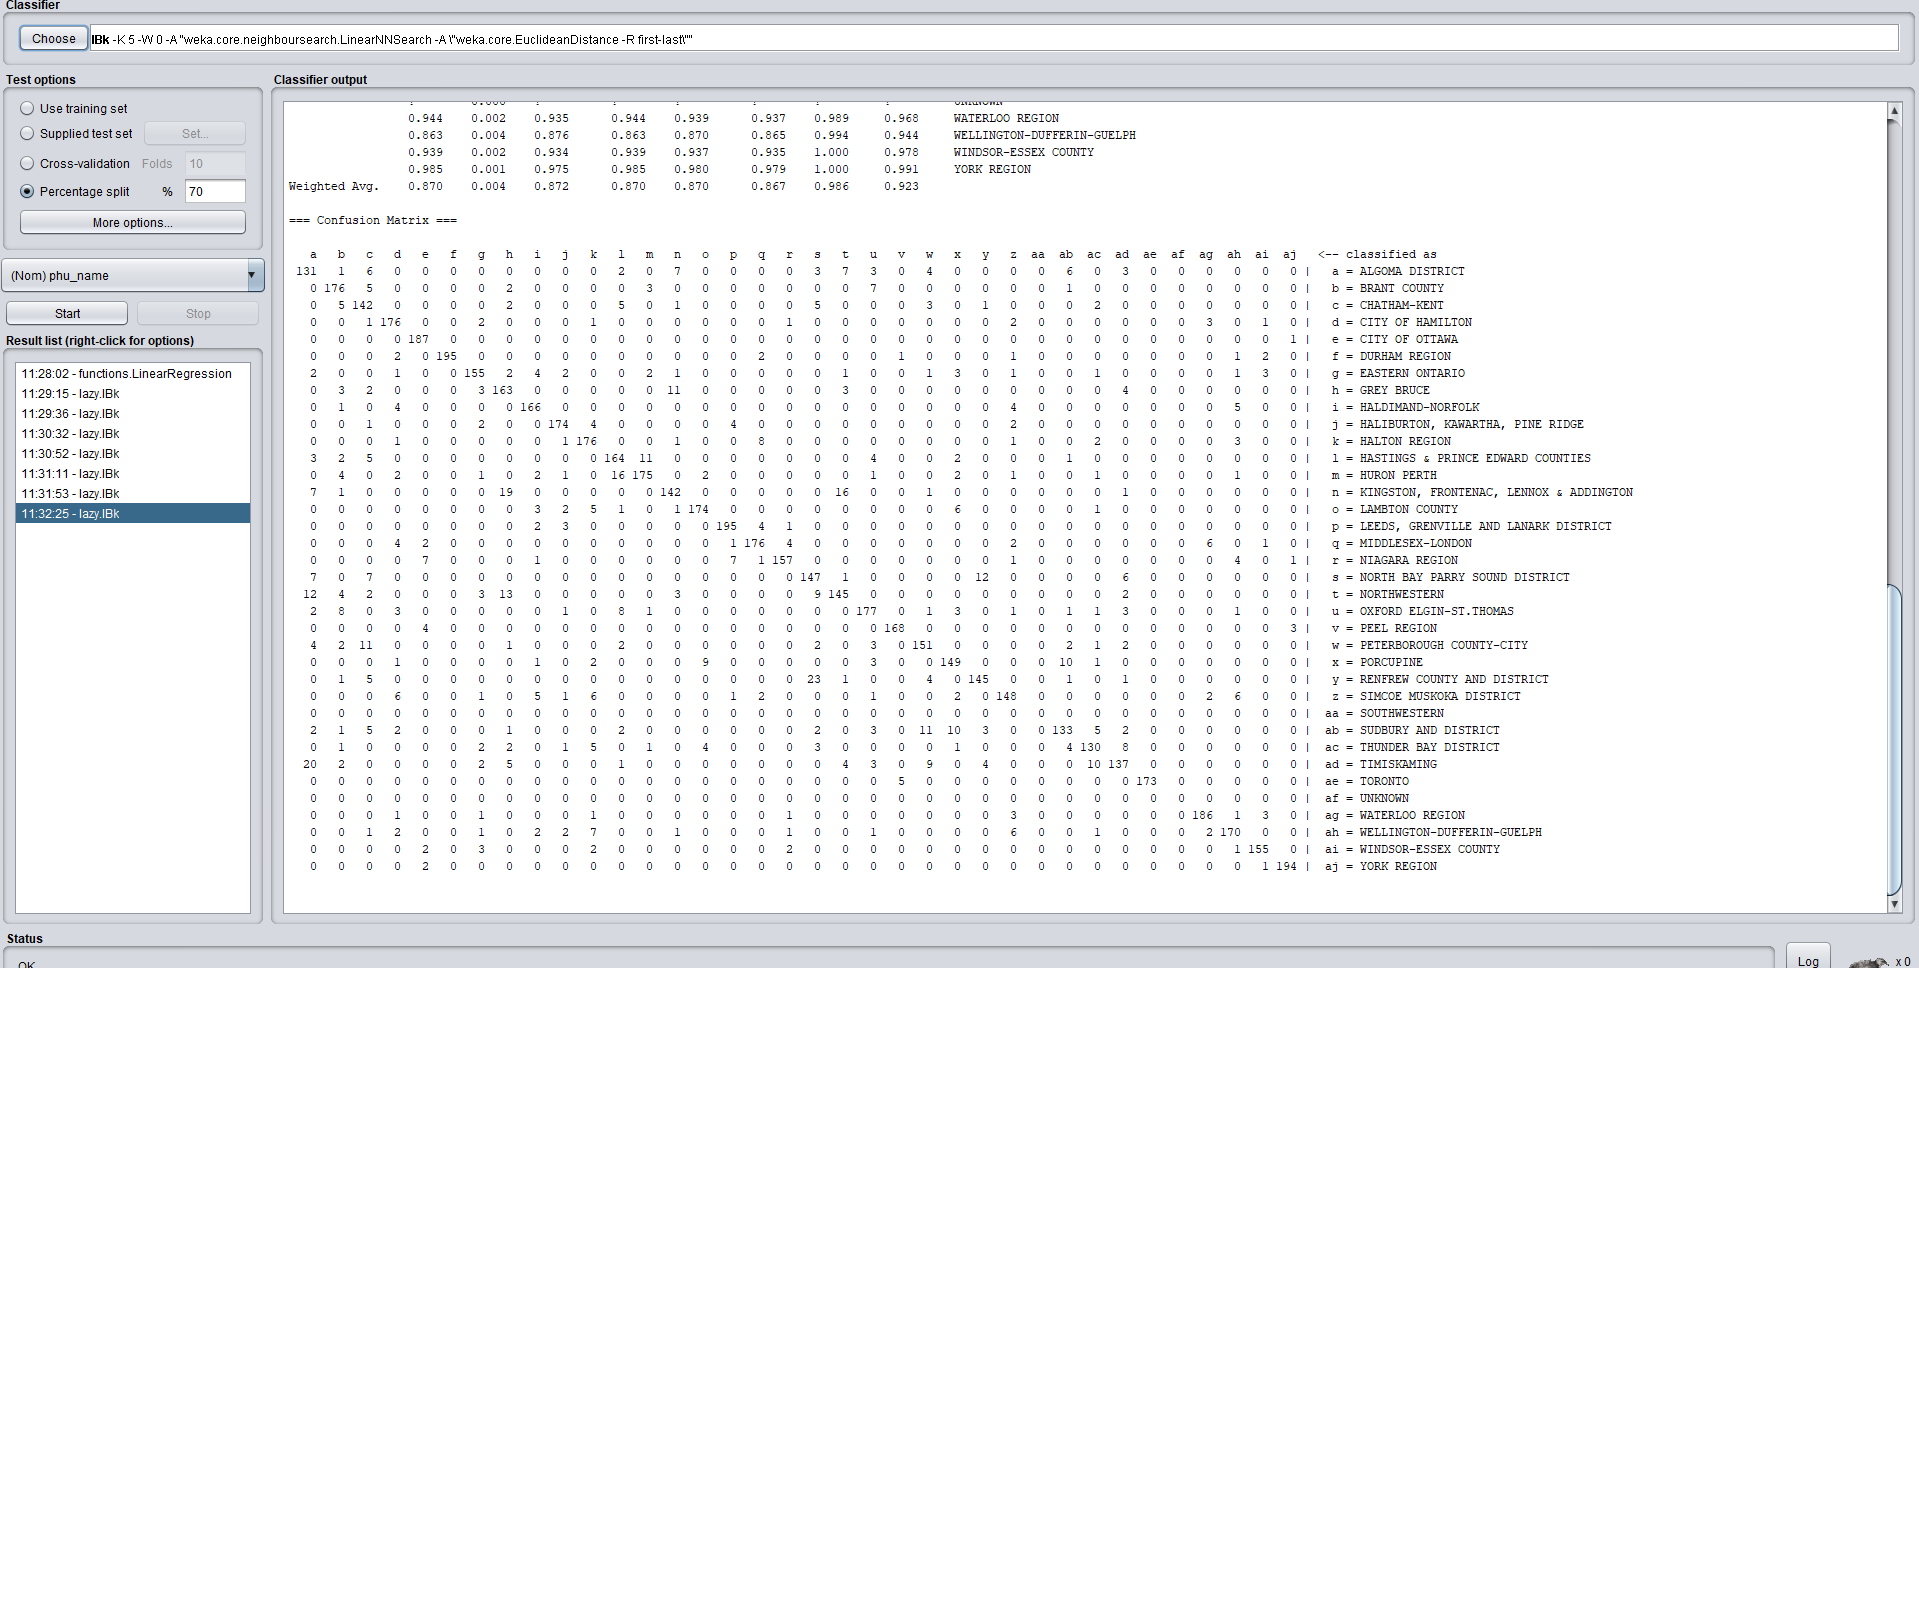 Classifier
Choose IBk -K 5 -W 0 -A "weka.core.neighboursearch.LinearNNSearch -A \"weka.core.EuclideanDistance -R first-last\""
Test options
Use training set
Supplied test set Set...
Cross-validation Folds 10
Percentage split % 70
More options...
(Nom) phu_name
Start Stop
Result list (right-click for options)
11:28:02 - functions.LinearRegression
11:29:15 - lazy.IBk
11:29:36 - lazy.IBk
11:30:32 - lazy.IBk
11:30:52 - lazy.IBk
11:31:11 - lazy.IBk
11:31:53 - lazy.IBk
11:32:25 - lazy.IBk
Classifier output
? 0.000 ? ? ? ? ? ? UNKNOWN
0.944 0.002 0.935 0.944 0.939 0.937 0.989 0.968 WATERLOO REGION
0.863 0.004 0.876 0.863 0.870 0.865 0.994 0.944 WELLINGTON-DUFFERIN-GUELPH
0.939 0.002 0.934 0.939 0.937 0.935 1.000 0.978 WINDSOR-ESSEX COUNTY
0.985 0.001 0.975 0.985 0.980 0.979 1.000 0.991 YORK REGION
Weighted Avg. 0.870 0.004 0.872 0.870 0.870 0.867 0.986 0.923
=== Confusion Matrix ===
a b c d e f g h i j k l m n o p q r s t u v w x y z aa ab ac ad ae af ag ah ai aj <-- classified as
131 1 6 0 0 0 0 0 0 0 0 2 0 7 0 0 0 0 3 7 3 0 4 0 0 0 0 6 0 3 0 0 0 0 0 0 | a = ALGOMA DISTRICT
0 176 5 0 0 0 0 2 0 0 0 0 3 0 0 0 0 0 0 0 7 0 0 0 0 0 0 1 0 0 0 0 0 0 0 0 | b = BRANT COUNTY
0 5 142 0 0 0 0 2 0 0 0 5 0 1 0 0 0 0 5 0 0 0 3 0 1 0 0 0 2 0 0 0 0 0 0 0 | c = CHATHAM-KENT
0 0 1 176 0 0 2 0 0 0 1 0 0 0 0 0 0 1 0 0 0 0 0 0 0 2 0 0 0 0 0 0 3 0 1 0 | d = CITY OF HAMILTON
0 0 0 0 187 0 0 0 0 0 0 0 0 0 0 0 0 0 0 0 0 0 0 0 0 0 0 0 0 0 0 0 0 0 0 1 | e = CITY OF OTTAWA
0 0 0 2 0 195 0 0 0 0 0 0 0 0 0 0 2 0 0 0 0 1 0 0 0 1 0 0 0 0 0 0 0 1 2 0 | f = DURHAM REGION
2 0 0 1 0 0 155 2 4 2 0 0 2 1 0 0 0 0 0 1 0 0 1 3 0 1 0 0 1 0 0 0 0 1 3 0 | g = EASTERN ONTARIO
0 3 2 0 0 0 3 163 0 0 0 0 0 11 0 0 0 0 0 3 0 0 0 0 0 0 0 0 0 4 0 0 0 0 0 0 | h = GREY BRUCE
0 1 0 4 0 0 0 0 166 0 0 0 0 0 0 0 0 0 0 0 0 0 0 0 0 4 0 0 0 0 0 0 0 5 0 0 | i = HALDIMAND-NORFOLK
0 0 1 0 0 0 2 0 0 174 4 0 0 0 0 4 0 0 0 0 0 0 0 0 0 2 0 0 0 0 0 0 0 0 0 0 | j = HALIBURTON, KAWARTHA, PINE RIDGE
0 0 0 1 0 0 0 0 0 1 176 0 0 1 0 0 8 0 0 0 0 0 0 0 0 1 0 0 2 0 0 0 0 3 0 0 | k = HALTON REGION
3 2 5 0 0 0 0 0 0 0 0 164 11 0 0 0 0 0 0 0 4 0 0 2 0 0 0 1 0 0 0 0 0 0 0 0 | l = HASTINGS & PRINCE EDWARD COUNTIES
0 4 0 2 0 0 1 0 2 1 0 16 175 0 2 0 0 0 0 0 1 0 0 2 0 1 0 0 1 0 0 0 0 1 0 0 | m = HURON PERTH
7 1 0 0 0 0 0 19 0 0 0 0 0 142 0 0 0 0 0 16 0 0 1 0 0 0 0 0 0 1 0 0 0 0 0 0 | n = KINGSTON, FRONTENAC, LENNOX & ADDINGTON
0 0 0 0 0 0 0 0 3 2 5 1 0 1 174 0 0 0 0 0 0 0 0 6 0 0 0 0 1 0 0 0 0 0 0 0 | o = LAMBTON COUNTY
0 0 0 0 0 0 0 0 2 3 0 0 0 0 0 195 4 1 0 0 0 0 0 0 0 0 0 0 0 0 0 0 0 0 0 0 | p = LEEDS, GRENVILLE AND LANARK DISTRICT
0 0 0 4 2 0 0 0 0 0 0 0 0 0 0 1 176 4 0 0 0 0 0 0 0 2 0 0 0 0 0 0 6 0 1 0 | q = MIDDLESEX-LONDON
0 0 0 0 7 0 0 0 1 0 0 0 0 0 0 7 1 157 0 0 0 0 0 0 0 1 0 0 0 0 0 0 0 4 0 1 | r = NIAGARA REGION
7 0 7 0 0 0 0 0 0 0 0 0 0 0 0 0 0 0 147 1 0 0 0 0 12 0 0 0 0 6 0 0 0 0 0 0 | s = NORTH BAY PARRY SOUND DISTRICT
12 4 2 0 0 0 3 13 0 0 0 0 0 3 0 0 0 0 9 145 0 0 0 0 0 0 0 0 0 2 0 0 0 0 0 0 | t = NORTHWESTERN
2 8 0 3 0 0 0 0 0 1 0 8 1 0 0 0 0 0 0 0 177 0 1 3 0 1 0 1 1 3 0 0 0 1 0 0 | u = OXFORD ELGIN-ST.THOMAS
0 0 0 0 4 0 0 0 0 0 0 0 0 0 0 0 0 0 0 0 0 168 0 0 0 0 0 0 0 0 0 0 0 0 0 3 | v = PEEL REGION
4 2 11 0 0 0 0 1 0 0 0 2 0 0 0 0 0 0 2 0 3 0 151 0 0 0 0 2 1 2 0 0 0 0 0 0 | w = PETERBOROUGH COUNTY-CITY
0 0 0 1 0 0 0 0 1 0 2 0 0 0 9 0 0 0 0 0 3 0 0 149 0 0 0 10 1 0 0 0 0 0 0 0 | x = PORCUPINE
0 1 5 0 0 0 0 0 0 0 0 0 0 0 0 0 0 0 23 1 0 0 4 0 145 0 0 1 0 1 0 0 0 0 0 0 | y = RENFREW COUNTY AND DISTRICT
0 0 0 6 0 0 1 0 5 1 6 0 0 0 0 1 2 0 0 0 1 0 0 2 0 148 0 0 0 0 0 0 2 6 0 0 | z = SIMCOE MUSKOKA DISTRICT
0 0 0 0 0 0 0 0 0 0 0 0 0 0 0 0 0 0 0 0 0 0 0 0 0 0 0 0 0 0 0 0 0 0 0 0 | aa = SOUTHWESTERN
2 1 5 2 0 0 0 1 0 0 0 2 0 0 0 0 0 0 2 0 3 0 11 10 3 0 0 133 5 2 0 0 0 0 0 0 | ab = SUDBURY AND DISTRICT
0 1 0 0 0 0 2 2 0 1 5 0 1 0 4 0 0 0 3 0 0 0 0 1 0 0 0 4 130 8 0 0 0 0 0 0 | ac = THUNDER BAY DISTRICT
20 2 0 0 0 0 2 5 0 0 0 1 0 0 0 0 0 0 0 4 3 0 9 0 4 0 0 0 10 137 0 0 0 0 0 0 | ad = TIMISKAMING
0 0 0 0 0 0 0 0 0 0 0 0 0 0 0 0 0 0 0 0 0 5 0 0 0 0 0 0 0 0 173 0 0 0 0 0 | ae = TORONTO
0 0 0 0 0 0 0 0 0 0 0 0 0 0 0 0 0 0 0 0 0 0 0 0 0 0 0 0 0 0 0 0 0 0 0 0 | af = UNKNOWN
0 0 0 1 0 0 1 0 0 0 1 0 0 0 0 0 0 1 0 0 0 0 0 0 0 3 0 0 0 0 0 0 186 1 3 0 | ag = WATERLOO REGION
0 0 1 2 0 0 1 0 2 2 7 0 0 1 0 0 0 1 0 0 1 0 0 0 0 6 0 0 1 0 0 0 2 170 0 0 | ah = WELLINGTON-DUFFERIN-GUELPH
0 0 0 0 2 0 3 0 0 0 2 0 0 0 0 0 0 2 0 0 0 0 0 0 0 0 0 0 0 0 0 0 0 1 155 0 | ai = WINDSOR-ESSEX COUNTY
0 0 0 0 2 0 0 0 0 0 0 0 0 0 0 0 0 0 0 0 0 0 0 0 0 0 0 0 0 0 0 0 0 0 1 194 | aj = YORK REGION
Status
OK
Log x 0